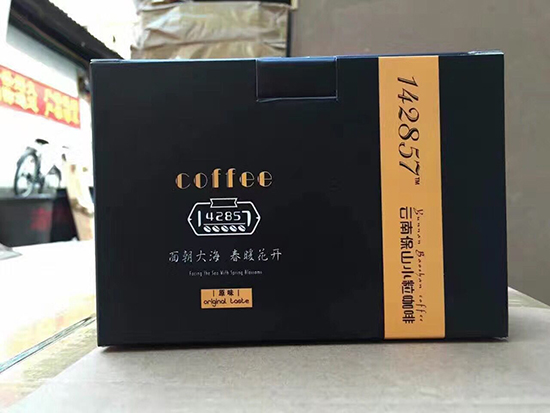 coffee
142857
面朝大海 春暖花开
Facing the Sea With Spring Blossoms
原味
original taste
142857™
Yunnan Baoshan coffee
云南保山小粒咖啡